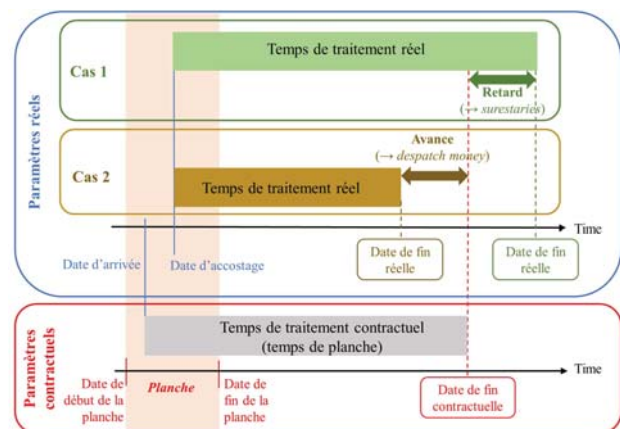 Paramètres réels
Cas 1
Temps de traitement réel
Retard
(→ surestaries)
Cas 2
Temps de traitement réel
Avance
(→ despatch money)
Time
Date d'arrivée
Date d'accostage
Date de fin
réelle
Date de fin
réelle
Paramètres
contractuels
Temps de traitement contractuel
(temps de planche)
Time
Date de
début de la
planche
Planche
Date de
fin de la
planche
Date de fin
contractuelle